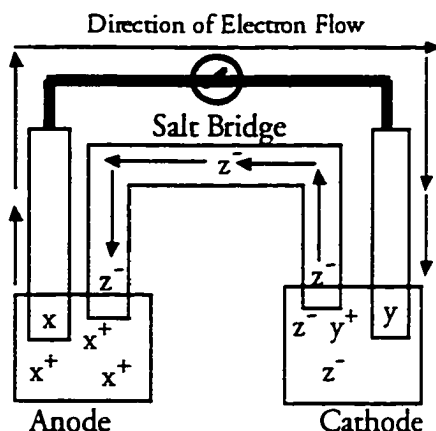 Direction of Electron Flow
Salt Bridge
z⁻
z⁻ z⁻
x x⁺ z⁻ y⁺ y
x⁺ x⁺ z⁻
Anode Cathode